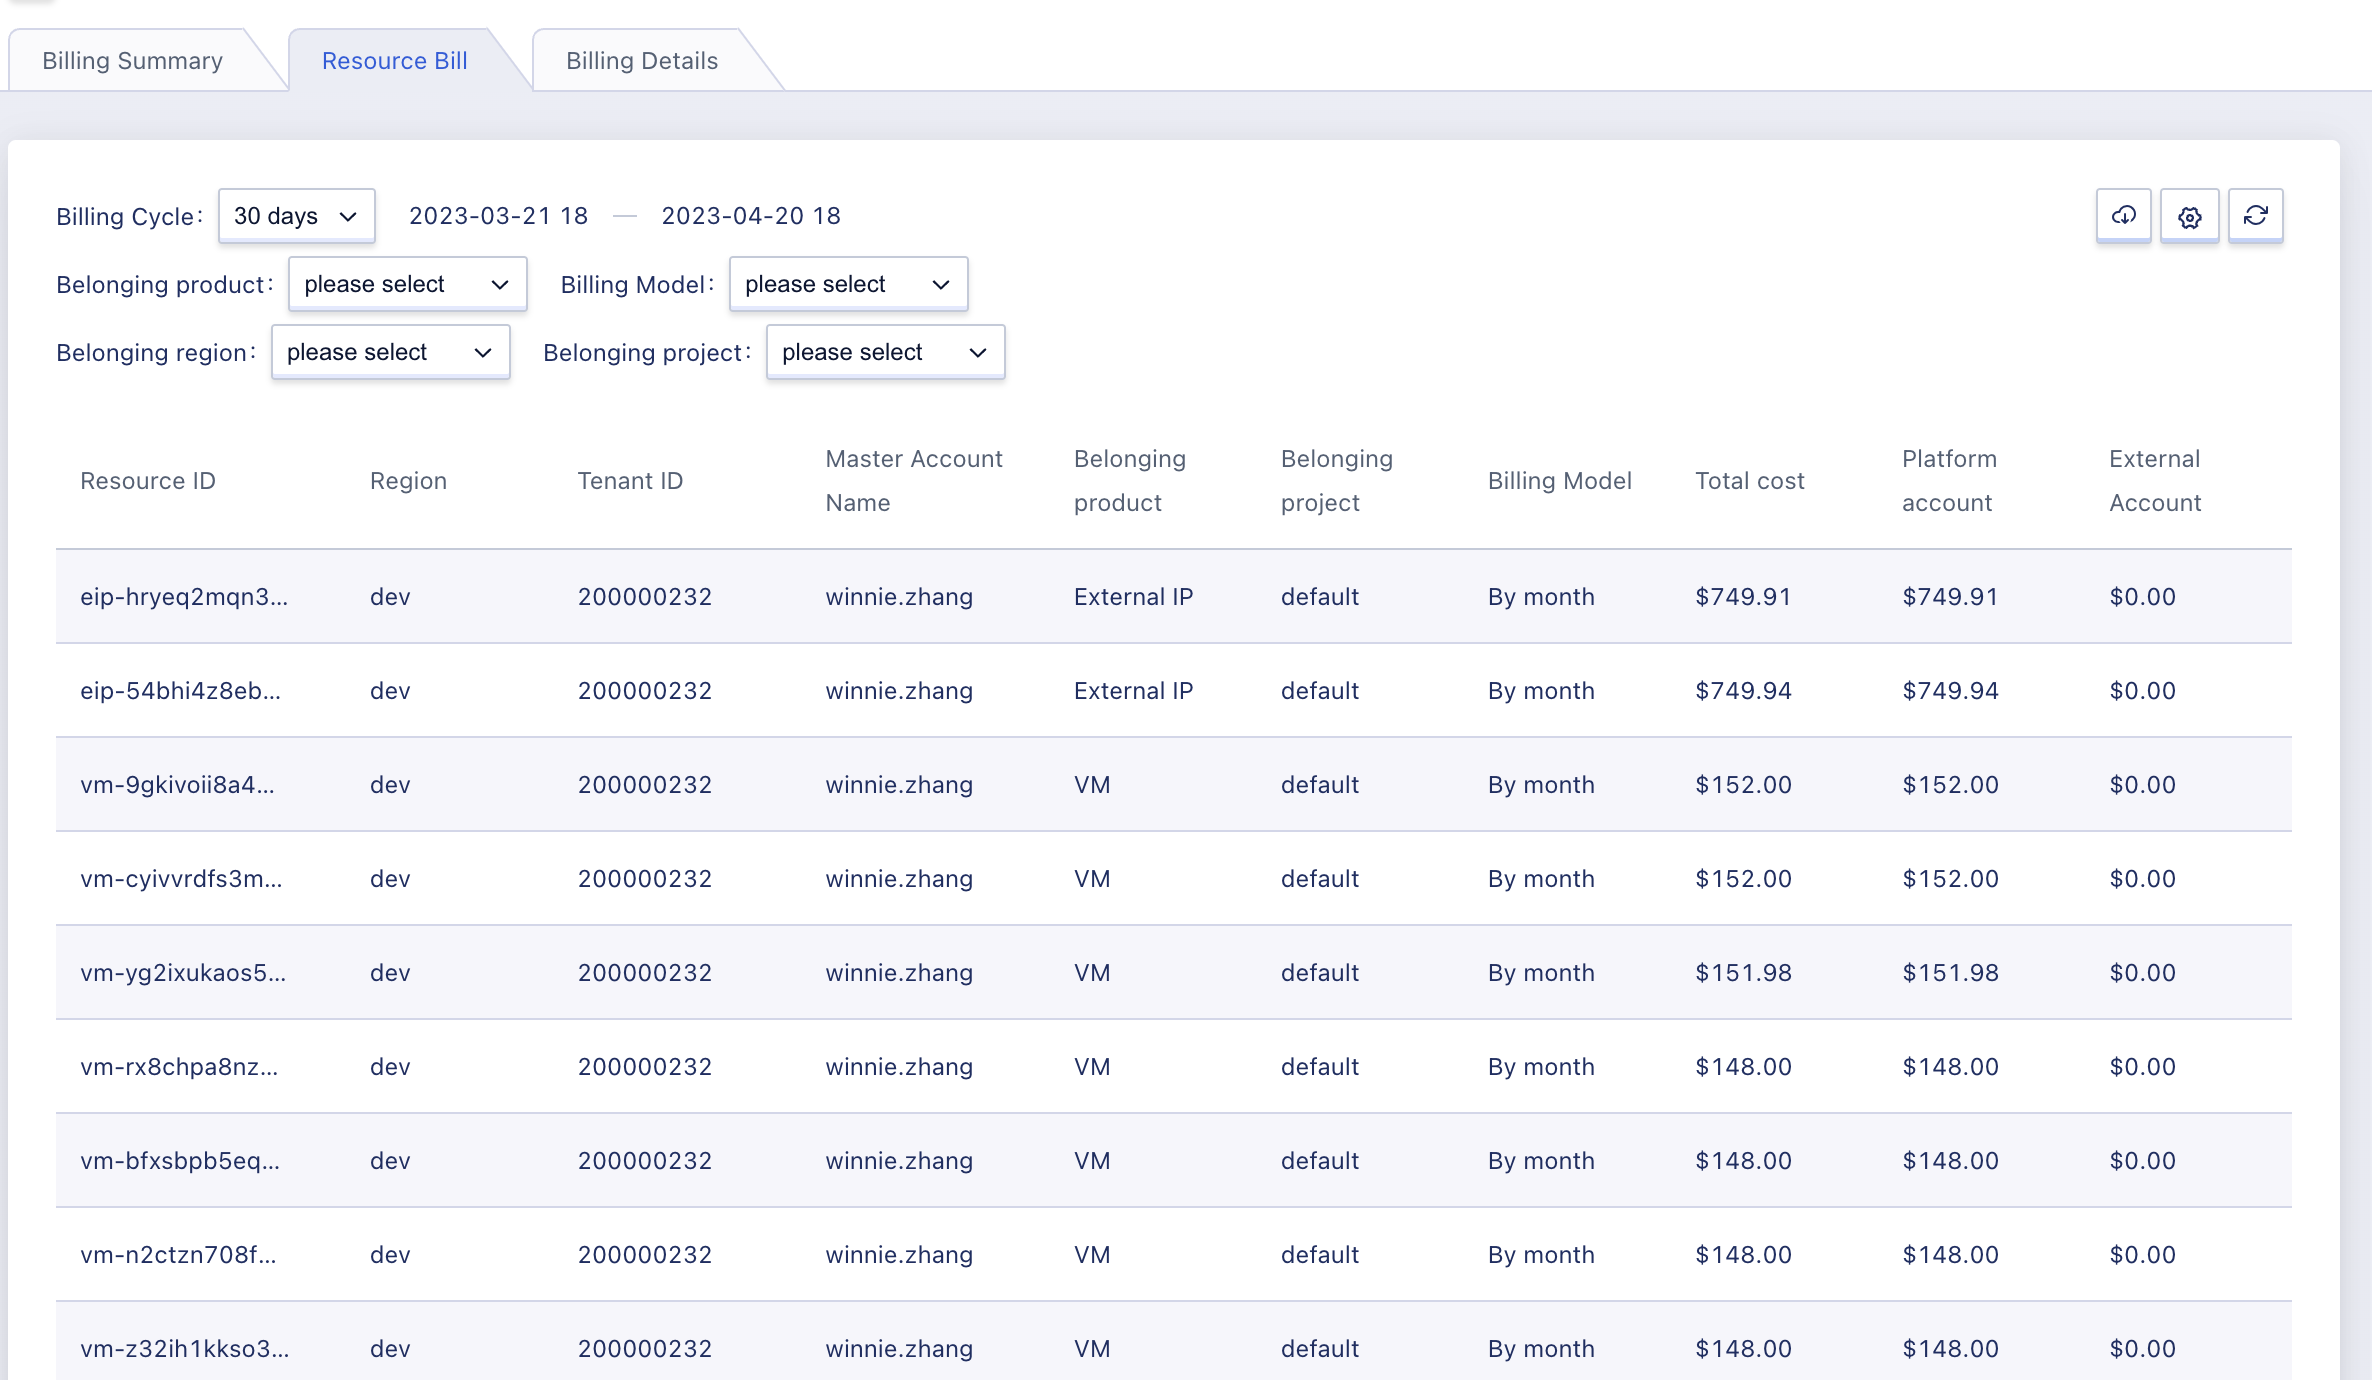 Billing Summary Resource Bill Billing Details
Billing Cycle: 30 days 2023-03-21 18 — 2023-04-20 18
Belonging product: please select Billing Model: please select
Belonging region: please select Belonging project: please select
Resource ID Region Tenant ID Master Account Name Belonging product Belonging project Billing Model Total cost Platform account External Account
eip-hryeq2mqn3... dev 200000232 winnie.zhang External IP default By month $749.91 $749.91 $0.00
eip-54bhi4z8eb... dev 200000232 winnie.zhang External IP default By month $749.94 $749.94 $0.00
vm-9gkivoii8a4... dev 200000232 winnie.zhang VM default By month $152.00 $152.00 $0.00
vm-cyivvrdfs3m... dev 200000232 winnie.zhang VM default By month $152.00 $152.00 $0.00
vm-yg2ixukaos5... dev 200000232 winnie.zhang VM default By month $151.98 $151.98 $0.00
vm-rx8chpa8nz... dev 200000232 winnie.zhang VM default By month $148.00 $148.00 $0.00
vm-bfxsbpb5eq... dev 200000232 winnie.zhang VM default By month $148.00 $148.00 $0.00
vm-n2ctzn708f... dev 200000232 winnie.zhang VM default By month $148.00 $148.00 $0.00
vm-z32ih1kkso3... dev 200000232 winnie.zhang VM default By month $148.00 $148.00 $0.00